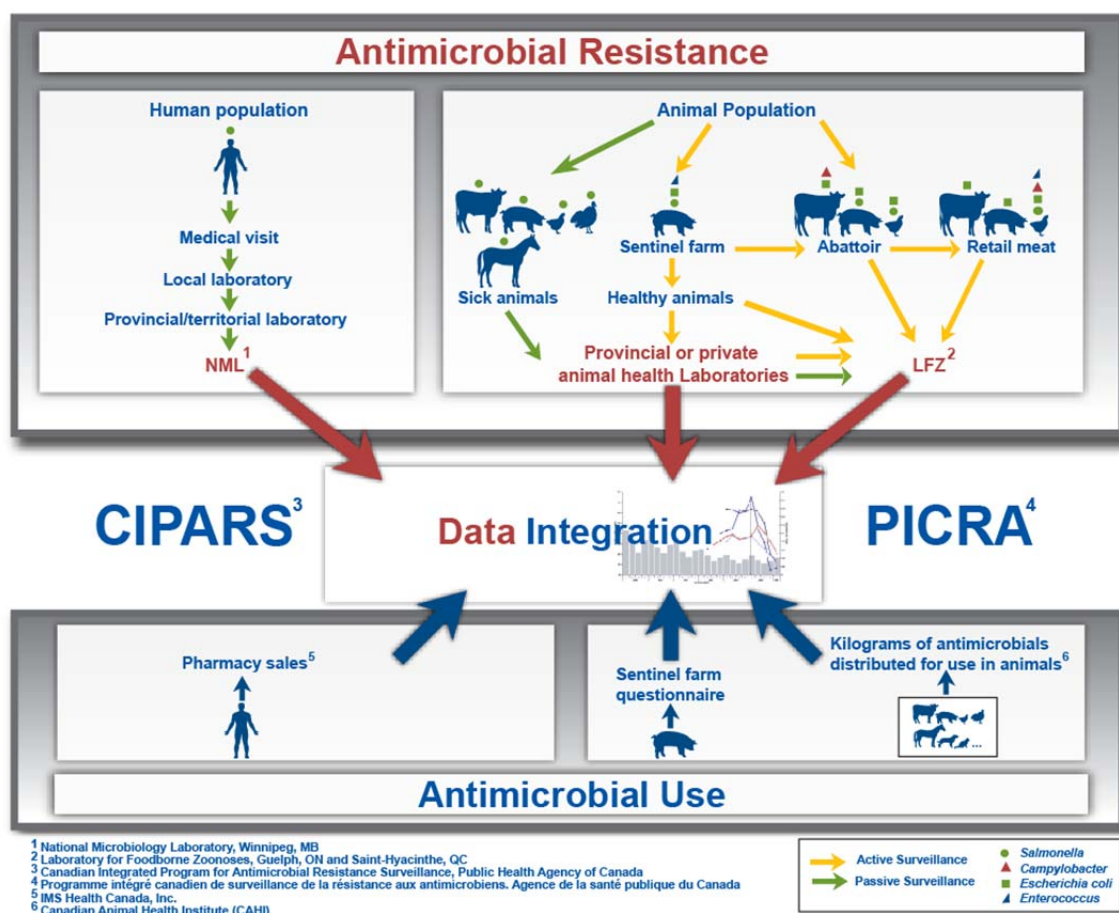 Antimicrobial Resistance
Human population
Medical visit
Local laboratory
Provincial/territorial laboratory
NML1
Animal Population
Sick animals
Sentinel farm
Healthy animals
Abattoir
Retail meat
Provincial or private
animal health Laboratories
LFZ2
CIPARS3
Data Integration
PICRA4
Pharmacy sales5
Sentinel farm
questionnaire
Kilograms of antimicrobials
distributed for use in animals6
...
Antimicrobial Use
1 National Microbiology Laboratory, Winnipeg, MB
2 Laboratory for Foodborne Zoonoses, Guelph, ON and Saint-Hyacinthe, QC
3 Canadian Integrated Program for Antimicrobial Resistance Surveillance, Public Health Agency of Canada
4 Programme intégré canadien de surveillance de la résistance aux antimicrobiens. Agence de la santé publique du Canada
5 IMS Health Canada, Inc.
6 Canadian Animal Health Institute (CAHI)
Active Surveillance
Passive Surveillance
Salmonella
Campylobacter
Escherichia coli
Enterococcus